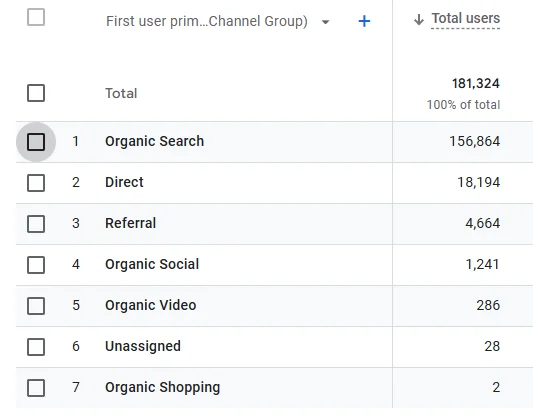 First user prim...Channel Group) + Total users
181,324
Total 100% of total
1 Organic Search 156,864
2 Direct 18,194
3 Referral 4,664
4 Organic Social 1,241
5 Organic Video 286
6 Unassigned 28
7 Organic Shopping 2